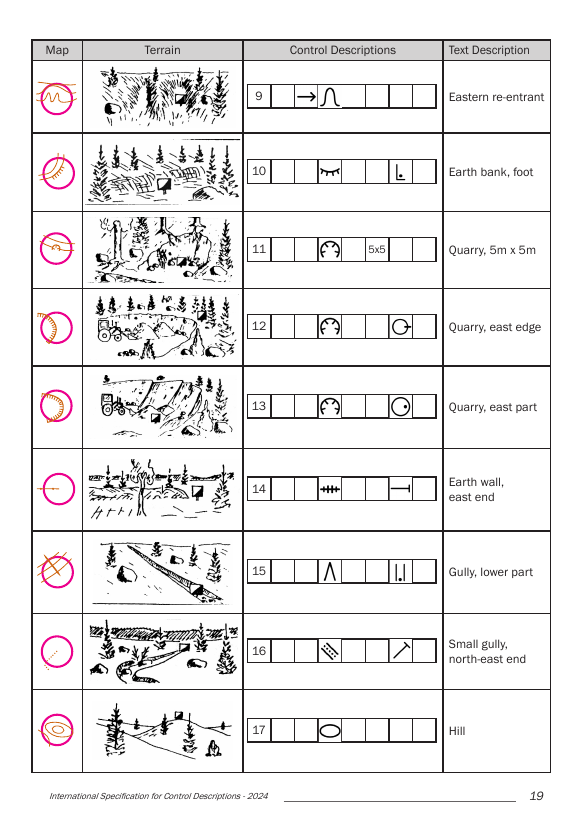 Map Terrain Control Descriptions Text Description
9 Eastern re-entrant
10 Earth bank, foot
11 5x5 Quarry, 5m x 5m
12 Quarry, east edge
13 Quarry, east part
14 Earth wall,
east end
15 Gully, lower part
16 Small gully,
north-east end
17 Hill
International Specification for Control Descriptions - 2024 19